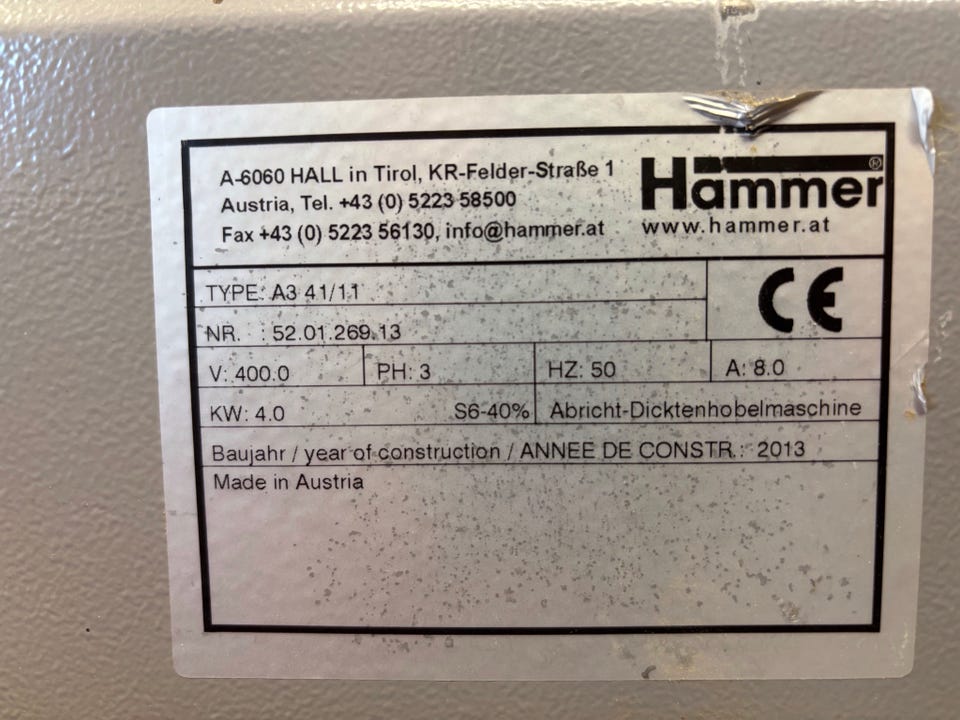 A-6060 HALL in Tirol, KR-Felder-Straße 1
Austria, Tel. +43 (0) 5223 58500
Fax +43 (0) 5223 56130, info@hammer.at
Hammer®
www.hammer.at
TYPE: A3 41/11
CE
NR. : 52.01.269.13
V: 400.0 PH: 3 HZ: 50 A: 8.0
KW: 4.0 S6-40% Abricht-Dicktenhobelmaschine
Baujahr / year of construction / ANNEE DE CONSTR.: 2013
Made in Austria